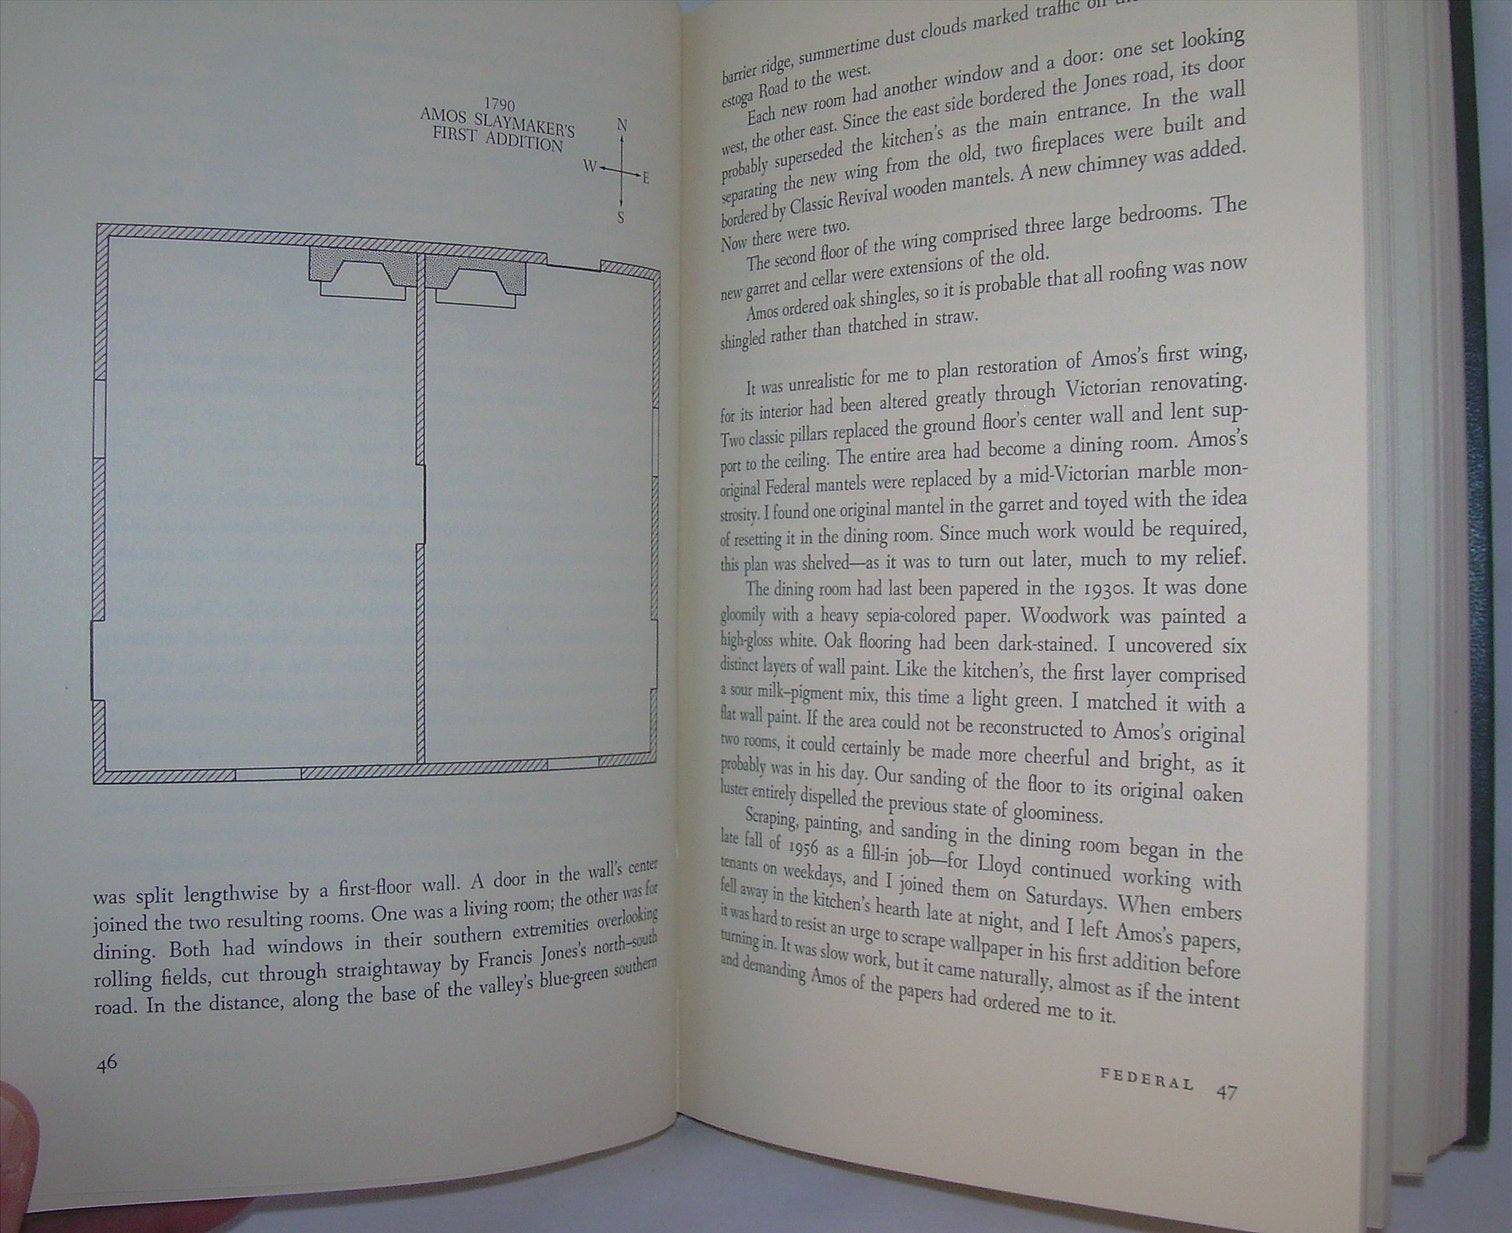 1790
AMOS SLAYMAKER'S
FIRST ADDITION
N
W
E
S
was split lengthwise by a first-floor wall. A door in the wall's center
joined the two resulting rooms. One was a living room; the other was for
dining. Both had windows in their southern extremities overlooking
rolling fields, cut through straightaway by Francis Jones's north–south
road. In the distance, along the base of the valley's blue-green southern
46
barrier ridge, summertime dust clouds marked traffic on
estoga Road to the west.
Each new room had another window and a door: one set looking
west, the other east. Since the east side bordered the Jones road, its door
probably superseded the kitchen's as the main entrance. In the wall
separating the new wing from the old, two fireplaces were built and
bordered by Classic Revival wooden mantels. A new chimney was added.
Now there were two.
The second floor of the wing comprised three large bedrooms. The
new garret and cellar were extensions of the old.
Amos ordered oak shingles, so it is probable that all roofing was now
shingled rather than thatched in straw.
It was unrealistic for me to plan restoration of Amos's first wing,
for its interior had been altered greatly through Victorian renovating.
Two classic pillars replaced the ground floor's center wall and lent sup-
port to the ceiling. The entire area had become a dining room. Amos's
original Federal mantels were replaced by a mid-Victorian marble mon-
strosity. I found one original mantel in the garret and toyed with the idea
of resetting it in the dining room. Since much work would be required,
this plan was shelved—as it was to turn out later, much to my relief.
The dining room had last been papered in the 1930s. It was done
gloomily with a heavy sepia-colored paper. Woodwork was painted a
high-gloss white. Oak flooring had been dark-stained. I uncovered six
distinct layers of wall paint. Like the kitchen's, the first layer comprised
a sour milk–pigment mix, this time a light green. I matched it with a
flat wall paint. If the area could not be reconstructed to Amos's original
two rooms, it could certainly be made more cheerful and bright, as it
probably was in his day. Our sanding of the floor to its original oaken
luster entirely dispelled the previous state of gloominess.
Scraping, painting, and sanding in the dining room began in the
late fall of 1956 as a fill-in job—for Lloyd continued working with
tenants on weekdays, and I joined them on Saturdays. When embers
fell away in the kitchen's hearth late at night, and I left Amos's papers,
it was hard to resist an urge to scrape wallpaper in his first addition before
turning in. It was slow work, but it came naturally, almost as if the intent
and demanding Amos of the papers had ordered me to it.
FEDERAL 47